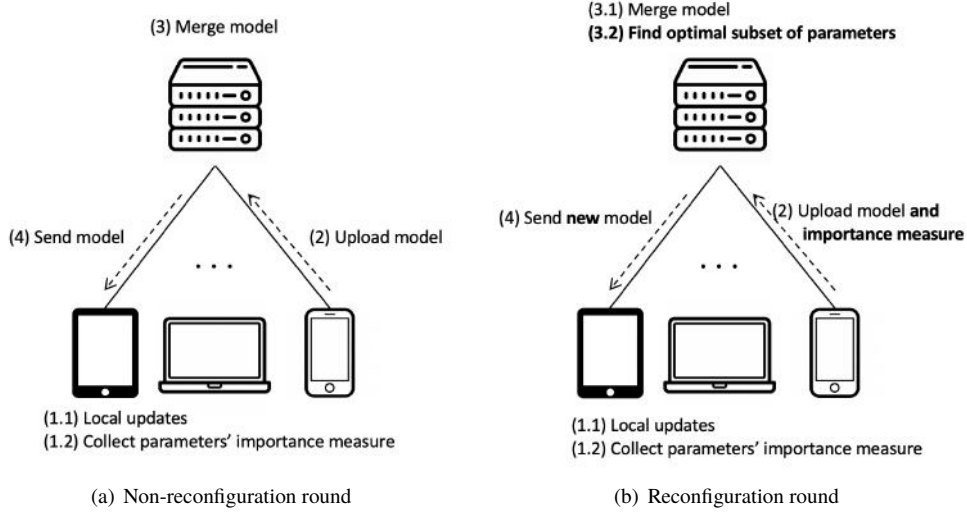 (3) Merge model
(4) Send model
(2) Upload model
. . .
(1.1) Local updates
(1.2) Collect parameters' importance measure
(a) Non-reconfiguration round
(3.1) Merge model
(3.2) Find optimal subset of parameters
(4) Send new model
(2) Upload model and
importance measure
. . .
(1.1) Local updates
(1.2) Collect parameters' importance measure
(b) Reconfiguration round